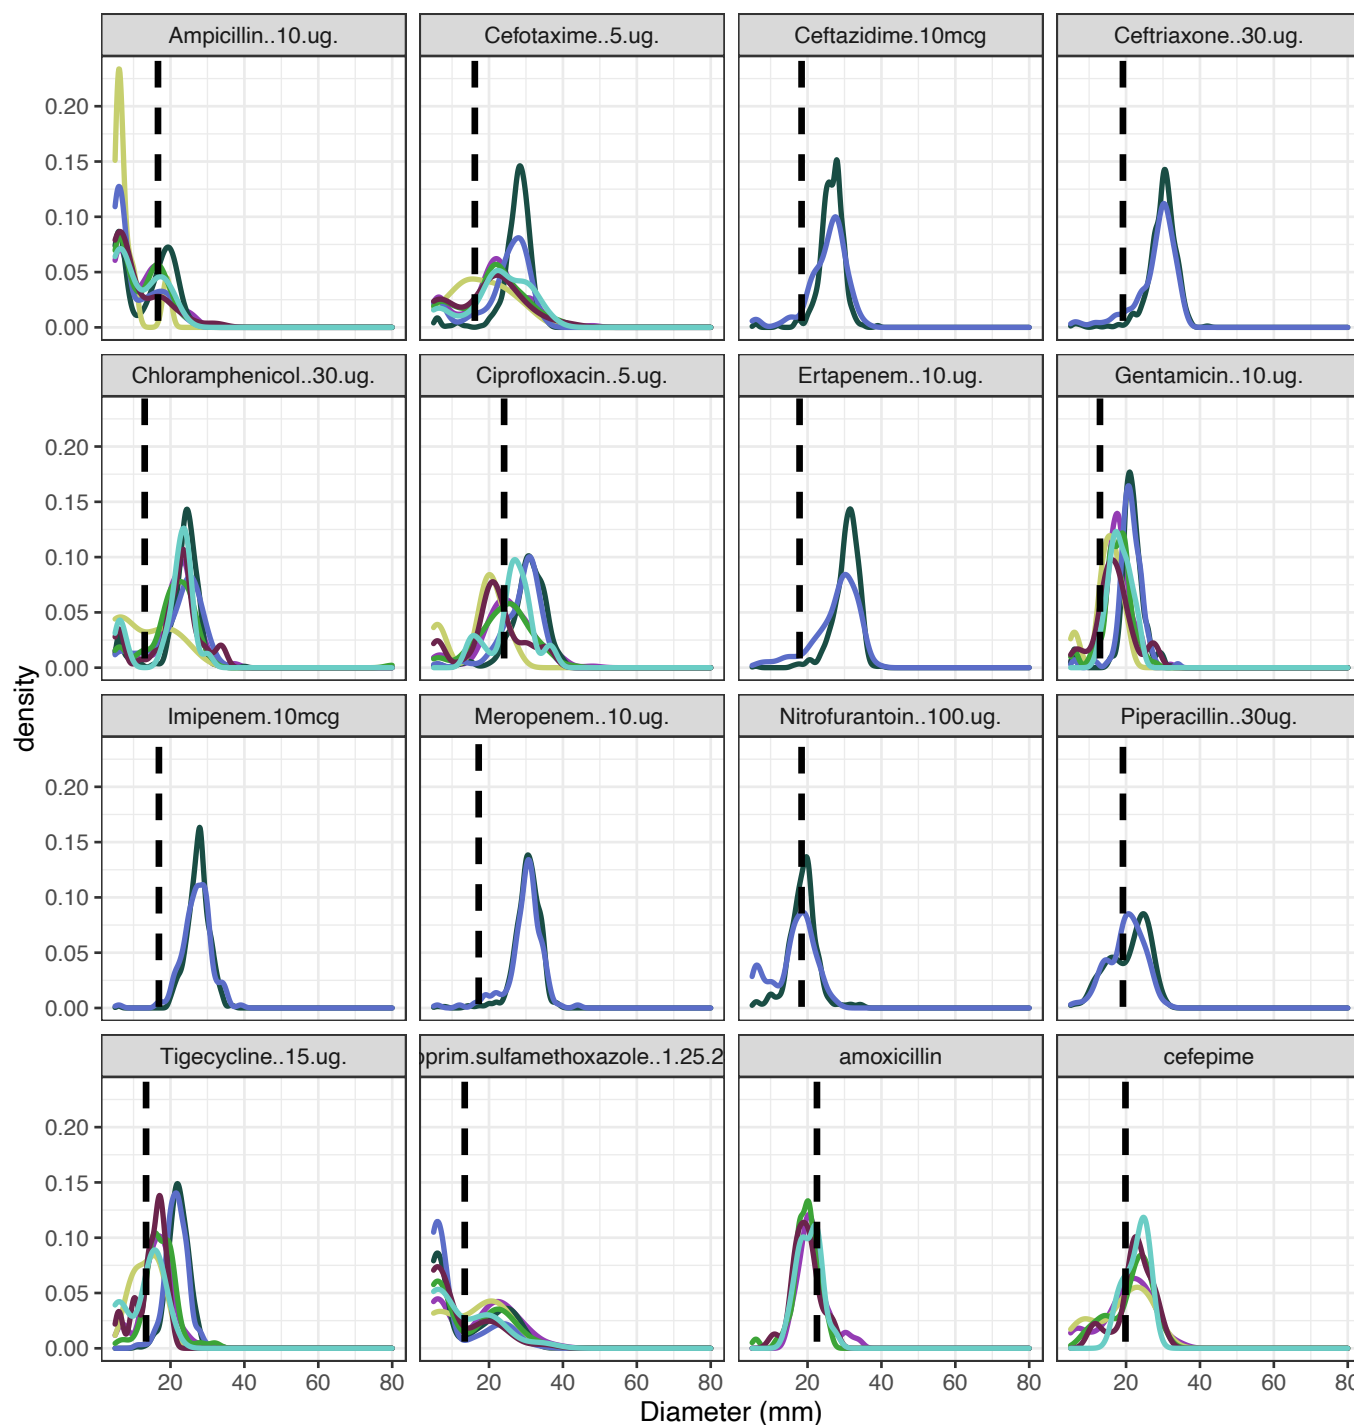 Ampicillin..10.ug. Cefotaxime..5.ug. Ceftazidime.10mcg Ceftriaxone..30.ug.
0.20
0.15
0.10
0.05
0.00
Chloramphenicol..30.ug. Ciprofloxacin..5.ug. Ertapenem..10.ug. Gentamicin..10.ug.
0.20
0.15
0.10
0.05
0.00
density
Imipenem.10mcg Meropenem..10.ug. Nitrofurantoin..100.ug. Piperacillin..30ug.
0.20
0.15
0.10
0.05
0.00
Tigecycline..15.ug. oprim.sulfamethoxazole..1.25.2 amoxicillin cefepime
0.20
0.15
0.10
0.05
0.00
20 40 60 80 20 40 60 80 20 40 60 80 20 40 60 80
Diameter (mm)